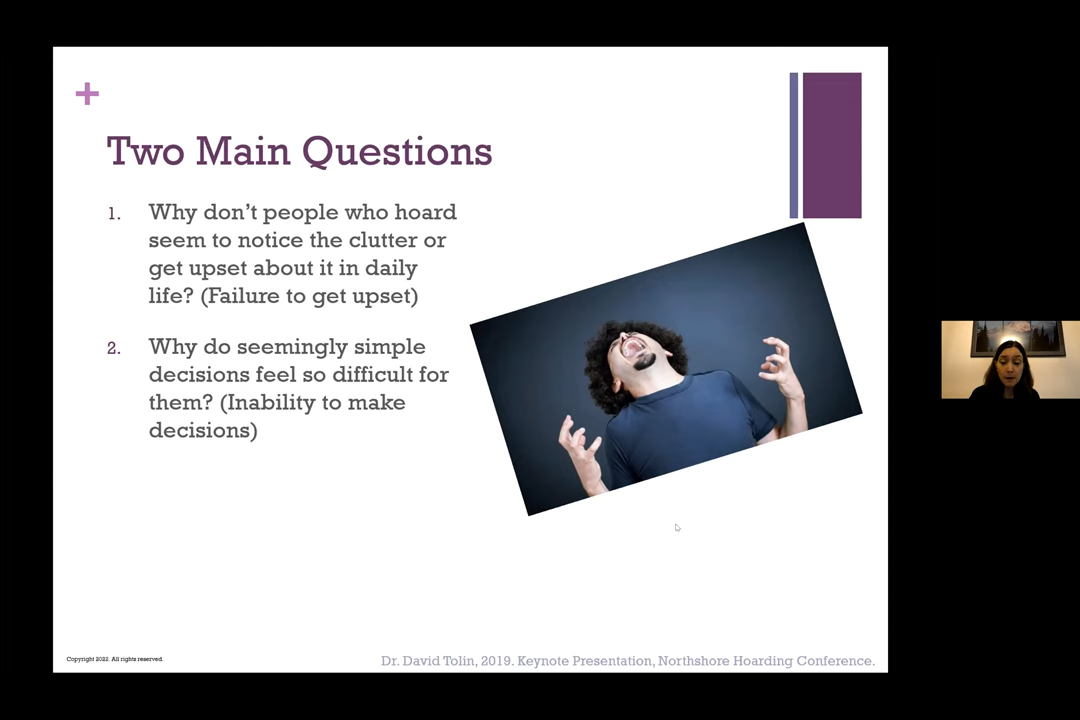 +
Two Main Questions
1. Why don’t people who hoard
seem to notice the clutter or
get upset about it in daily
life? (Failure to get upset)
2. Why do seemingly simple
decisions feel so difficult for
them? (Inability to make
decisions)
Copyright 2022. All rights reserved.
Dr. David Tolin, 2019. Keynote Presentation, Northshore Hoarding Conference.